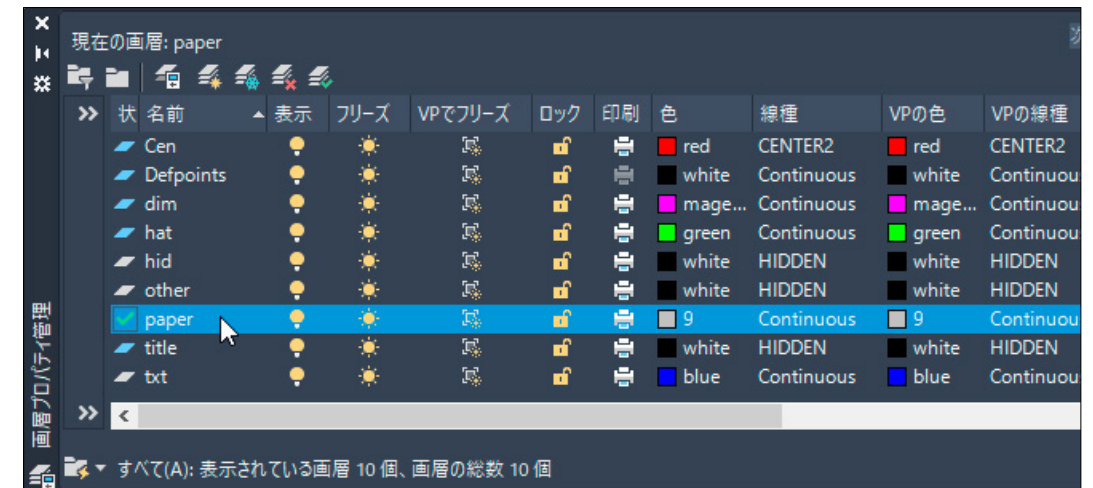 現在の画層: paper
状 名前 表示 フリーズ VPでフリーズ ロック 印刷 色 線種 VPの色 VPの線種
Cen red CENTER2 red CENTER2
Defpoints white Continuous white Continuou
dim mage... Continuous mage... Continuou
hat green Continuous green Continuou
hid white HIDDEN white HIDDEN
other white HIDDEN white HIDDEN
paper 9 Continuous 9 Continuou
title white HIDDEN white HIDDEN
txt blue Continuous blue Continuou
画層プロパティ管理
すべて(A): 表示されている画層 10 個、画層の総数 10 個